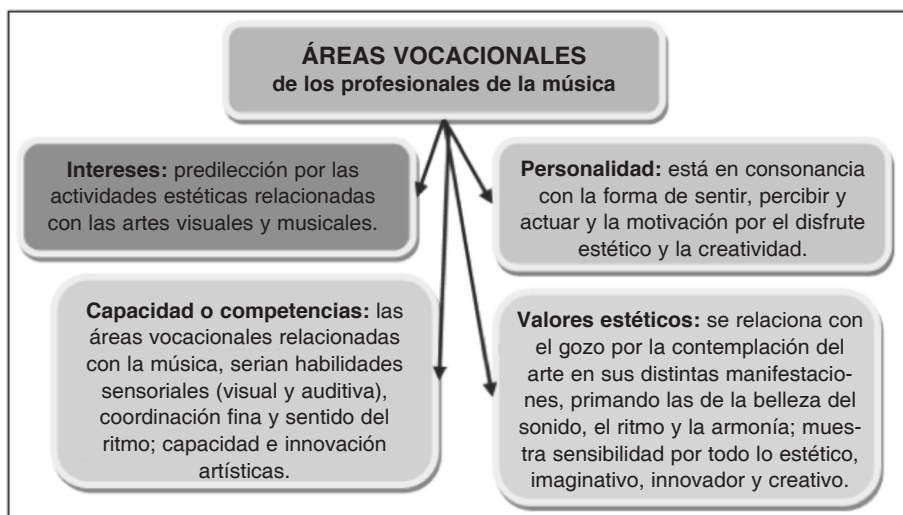 ÁREAS VOCACIONALES
de los profesionales de la música
Intereses: predilección por las
actividades estéticas relacionadas
con las artes visuales y musicales.
Personalidad: está en consonancia
con la forma de sentir, percibir y
actuar y la motivación por el disfrute
estético y la creatividad.
Capacidad o competencias: las
áreas vocacionales relacionadas
con la música, serian habilidades
sensoriales (visual y auditiva),
coordinación fina y sentido del
ritmo; capacidad e innovación
artísticas.
Valores estéticos: se relaciona con
el gozo por la contemplación del
arte en sus distintas manifestacio-
nes, primando las de la belleza del
sonido, el ritmo y la armonía; mues-
tra sensibilidad por todo lo estético,
imaginativo, innovador y creativo.